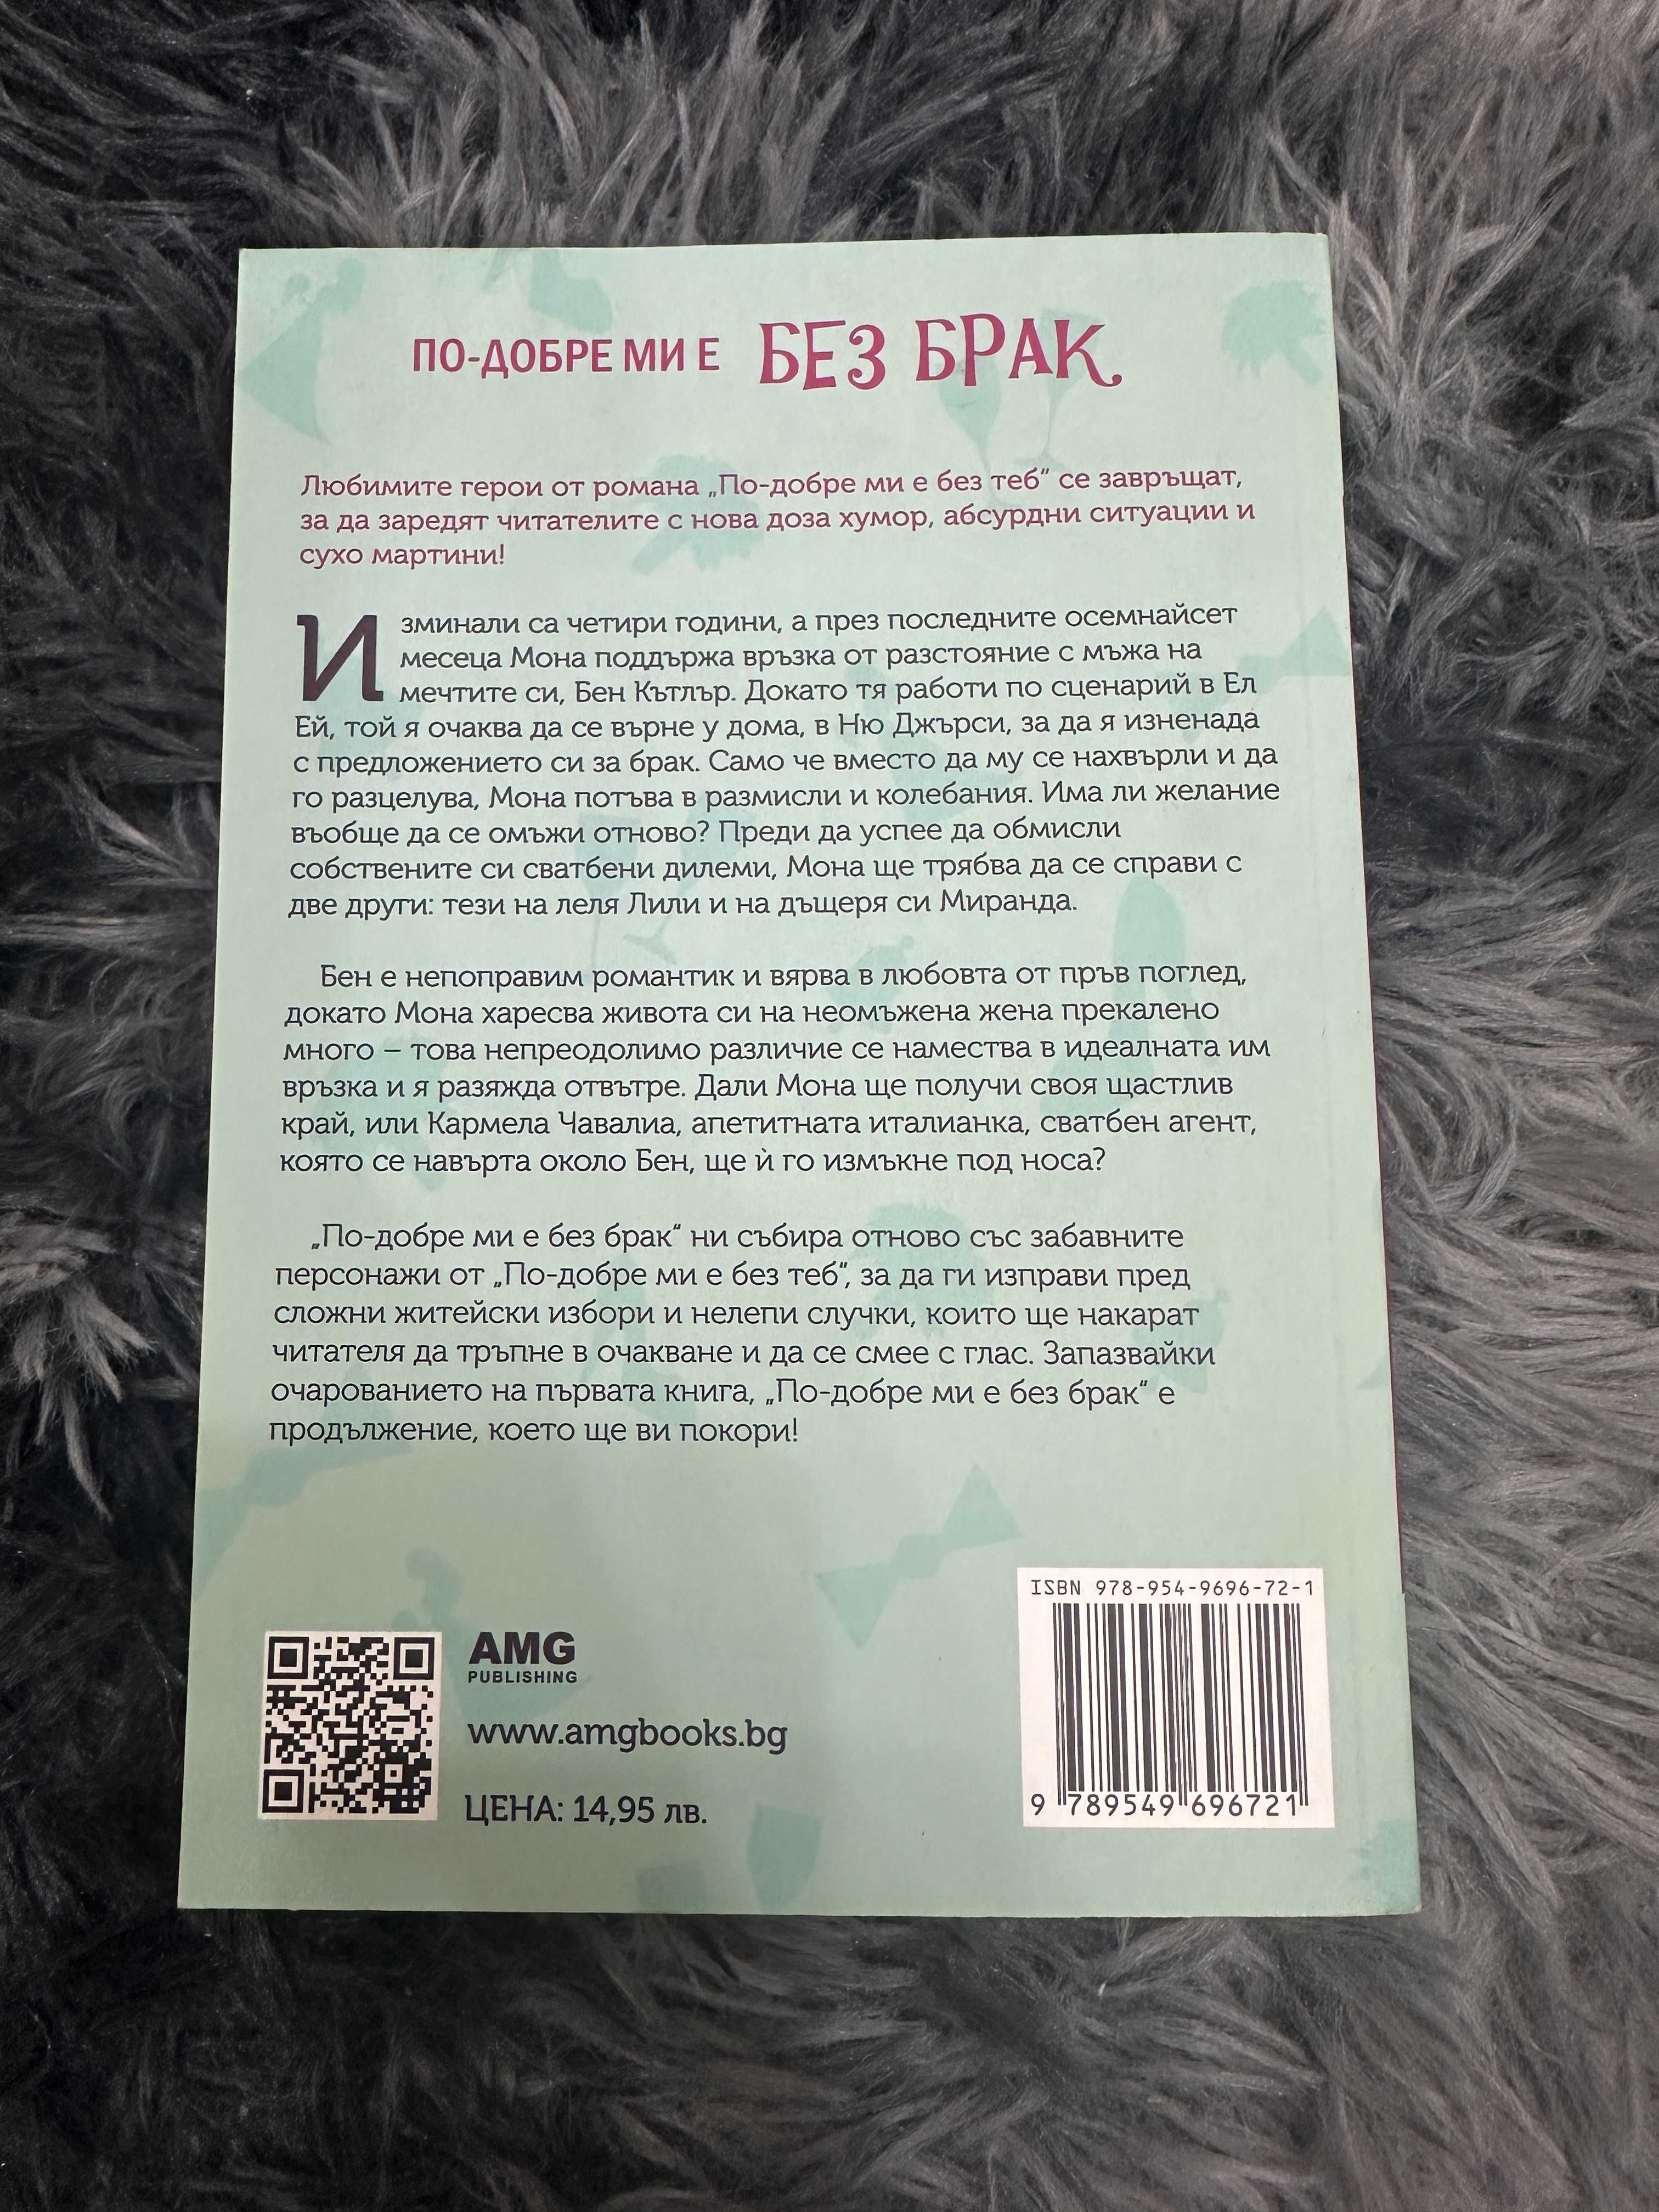 ПО-ДОБРЕ МИ Е БЕЗ БРАК
Любимите герои от романа „По-добре ми е без теб“ се завръщат,
за да заредят читателите с нова доза хумор, абсурдни ситуации и
сухо мартини!
Изминали са четири години, а през последните осемнайсет
месеца Мона поддържа връзка от разстояние с мъжа на
мечтите си, Бен Кътлър. Докато тя работи по сценарий в Ел
Ей, той я очаква да се върне у дома, в Ню Джърси, за да я изненада
с предложението си за брак. Само че вместо да му се нахвърли и да
го разцелува, Мона потъва в размисли и колебания. Има ли желание
въобще да се омъжи отново? Преди да успее да обмисли
собствените си сватбени дилеми, Мона ще трябва да се справи с
две други: тези на леля Лили и на дъщеря си Миранда.
Бен е непоправим романтик и вярва в любовта от пръв поглед,
докато Мона харесва живота си на неомъжена жена прекалено
много – това непреодолимо различие се намества в идеалната им
връзка и я разяжда отвътре. Дали Мона ще получи своя щастлив
край, или Кармела Чавалиа, апетитната италианка, сватбен агент,
която се навърта около Бен, ще ѝ го измъкне под носа?
„По-добре ми е без брак“ ни събира отново със забавните
персонажи от „По-добре ми е без теб“, за да ги изправи пред
сложни житейски избори и нелепи случки, които ще накарат
читателя да тръпне в очакване и да се смее с глас. Запазвайки
очарованието на първата книга, „По-добре ми е без брак“ е
продължение, което ще ви покори!
ISBN 978-954-9696-72-1
AMG
PUBLISHING
www.amgbooks.bg
ЦЕНА: 14,95 лв.
9 789549 696721